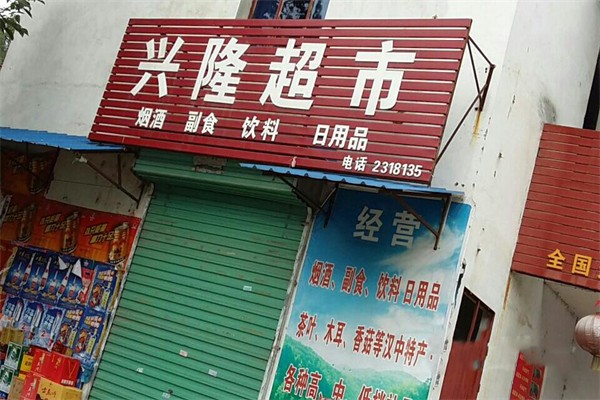 兴隆超市
烟酒 副食 饮料 日用品
电话 2318135
经营
烟酒、副食、饮料 日用品
茶叶、木耳、香菇等汉中特产.
各种高、中、低档
全国